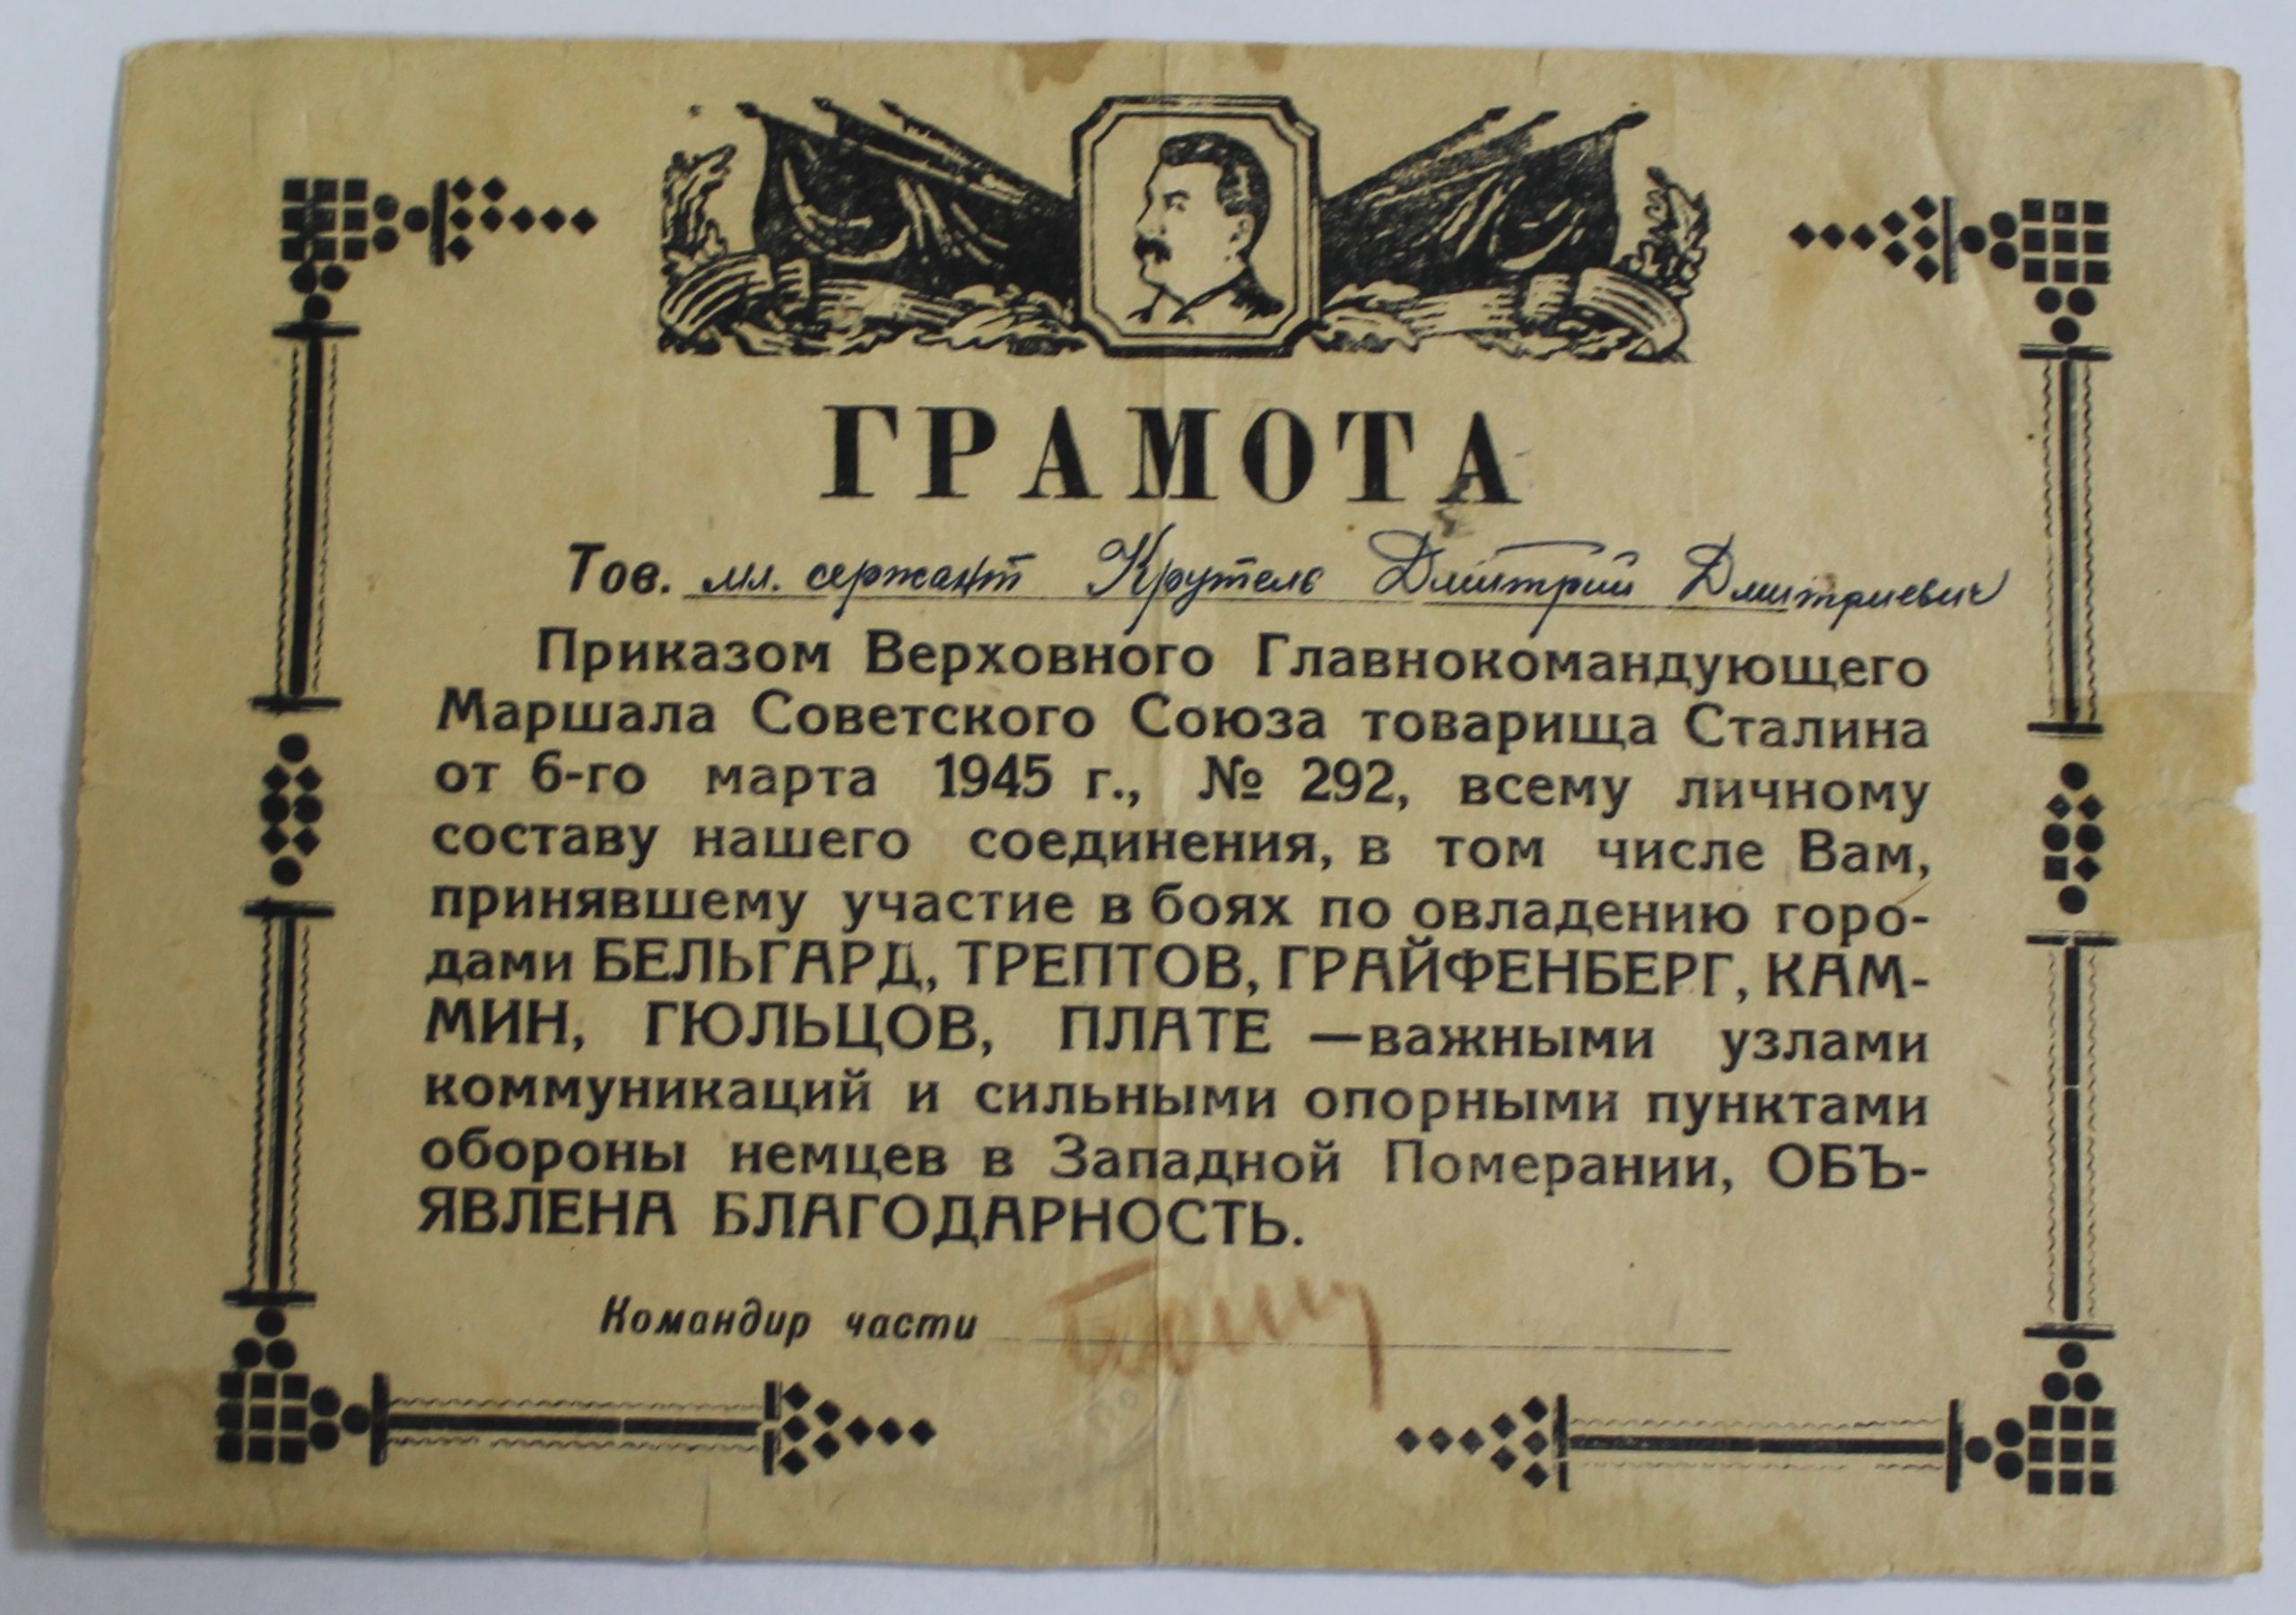 ГРАМОТА
Тов. мл. сержант Крутель Дмитрий Дмитриевич
Приказом Верховного Главнокомандующего
Маршала Советского Союза товарища Сталина
от 6-го марта 1945 г., № 292, всему личному
составу нашего соединения, в том числе Вам,
принявшему участие в боях по овладению горо-
дами БЕЛЬГАРД, ТРЕПТОВ, ГРАЙФЕНБЕРГ, КАМ-
МИН, ГЮЛЬЦОВ, ПЛАТЕ —важными узлами
коммуникаций и сильными опорными пунктами
обороны немцев в Западной Померании, ОБЪ-
ЯВЛЕНА БЛАГОДАРНОСТЬ.
Командир части